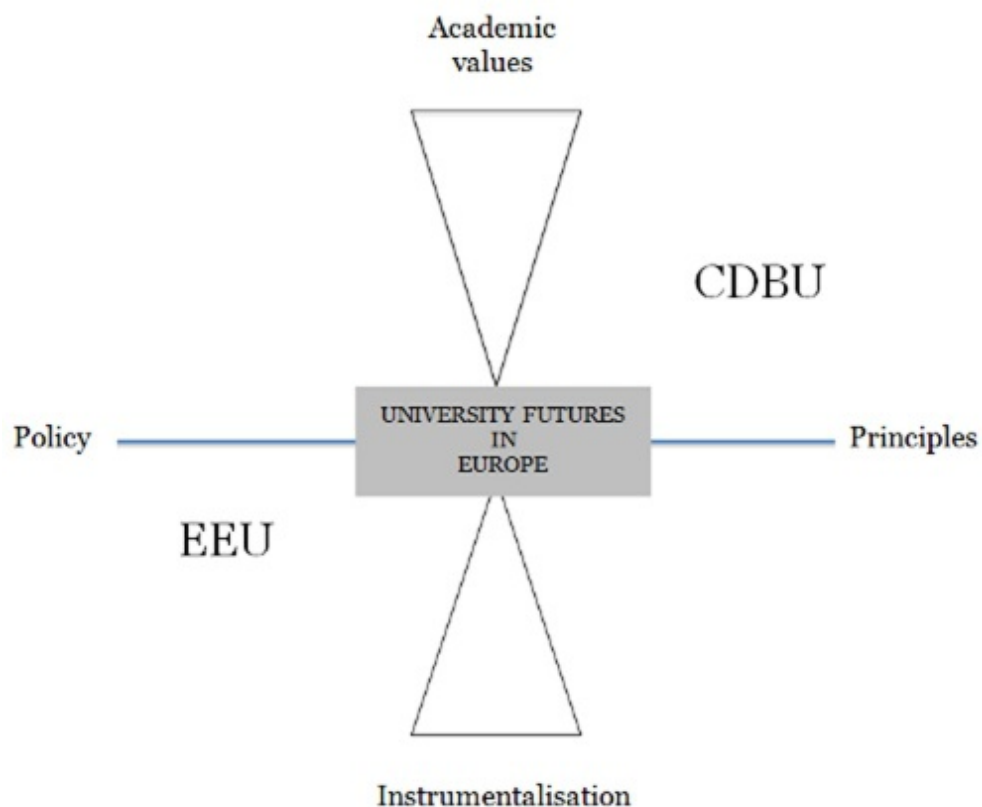 Academic
values
CDBU
UNIVERSITY FUTURES
IN
EUROPE
Policy
Principles
EEU
Instrumentalisation